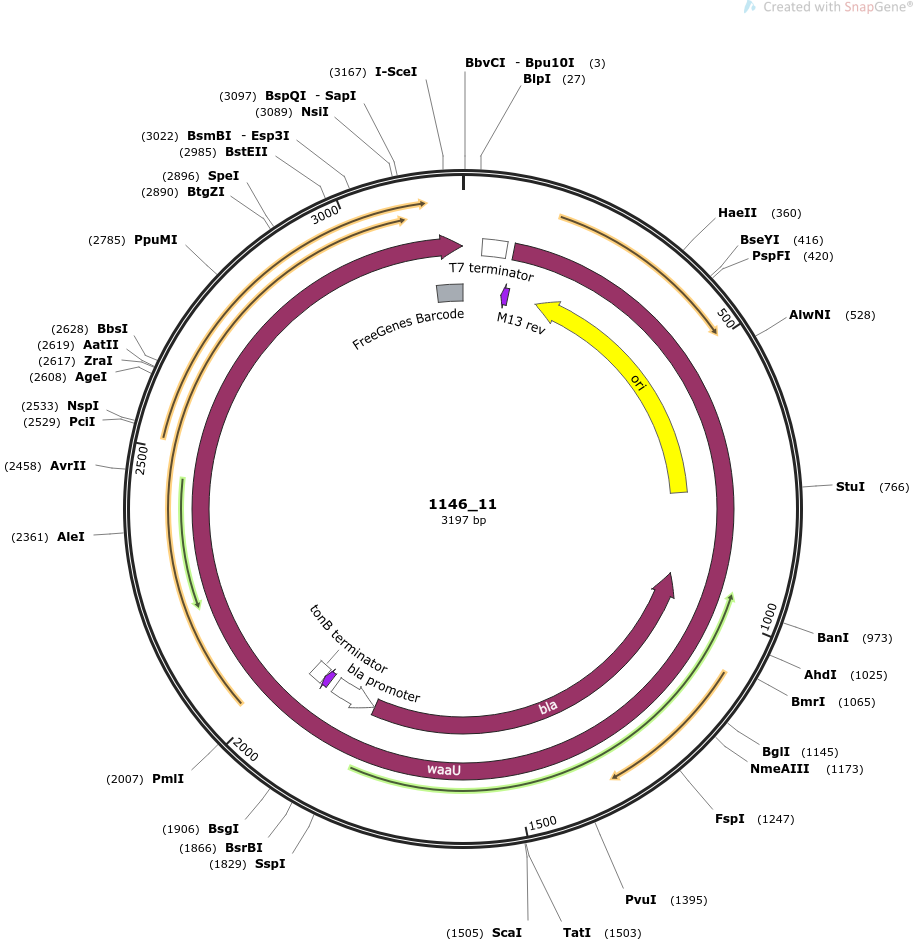 Created with SnapGene®
(3167) I-SceI
BbvCI - Bpu10I (3)
BlpI (27)
(3097) BspQI - SapI
(3089) NsiI
(3022) BsmBI - Esp3I
(2985) BstEII
(2896) SpeI
(2890) BtgZI
(2785) PpuMI
(2628) BbsI
(2619) AatII
(2617) ZraI
(2608) AgeI
(2533) NspI
(2529) PciI
(2458) AvrII
(2361) AleI
(2007) PmlI
(1906) BsgI
(1866) BsrBI
(1829) SspI
(1505) ScaI
TatI (1503)
PvuI (1395)
FspI (1247)
NmeAIII (1173)
BglI (1145)
BmrI (1065)
AhdI (1025)
BanI (973)
StuI (766)
AlwNI (528)
PspFI (420)
BseYI (416)
HaeII (360)
500
1000
1500
2000
2500
3000
T7 terminator
M13 rev
FreeGenes Barcode
ori
1146_11
3197 bp
tonB terminator
bla promoter
bla
waaU